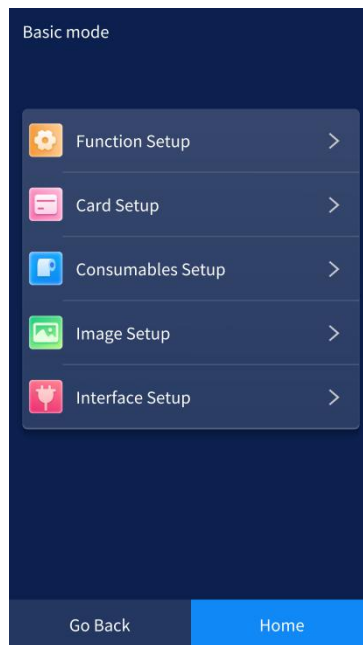 Basic mode
Function Setup
Card Setup
Consumables Setup
Image Setup
Interface Setup
Go Back
Home